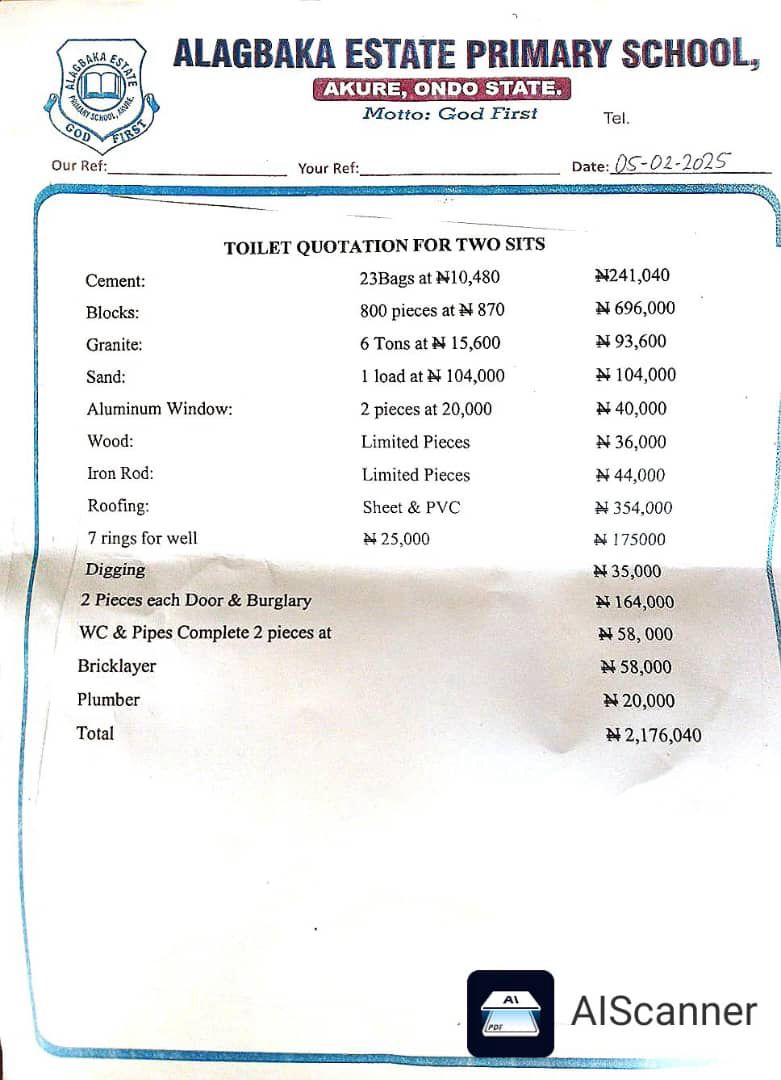 ALAGBAKA ESTATE PRIMARY SCHOOL,
AKURE, ONDO STATE.
Motto: God First
Tel.
ALAGBAKA ESTATE
PRIMARY SCHOOL, AKURE.
GOD FIRST
Our Ref: Your Ref: Date: 05-02-2025
TOILET QUOTATION FOR TWO SITS
Cement: 23Bags at ₦10,480 ₦241,040
Blocks: 800 pieces at ₦ 870 ₦ 696,000
Granite: 6 Tons at ₦ 15,600 ₦ 93,600
Sand: 1 load at ₦ 104,000 ₦ 104,000
Aluminum Window: 2 pieces at 20,000 ₦ 40,000
Wood: Limited Pieces ₦ 36,000
Iron Rod: Limited Pieces ₦ 44,000
Roofing: Sheet & PVC ₦ 354,000
7 rings for well ₦ 25,000 ₦ 175000
Digging ₦ 35,000
2 Pieces each Door & Burglary ₦ 164,000
WC & Pipes Complete 2 pieces at ₦ 58, 000
Bricklayer ₦ 58,000
Plumber ₦ 20,000
Total ₦ 2,176,040
AI
PDF
AIScanner